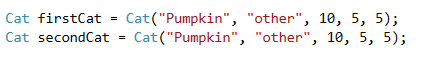 Cat firstCat = Cat("Pumpkin", "other", 10, 5, 5);
Cat secondCat = Cat("Pumpkin", "other", 10, 5, 5);